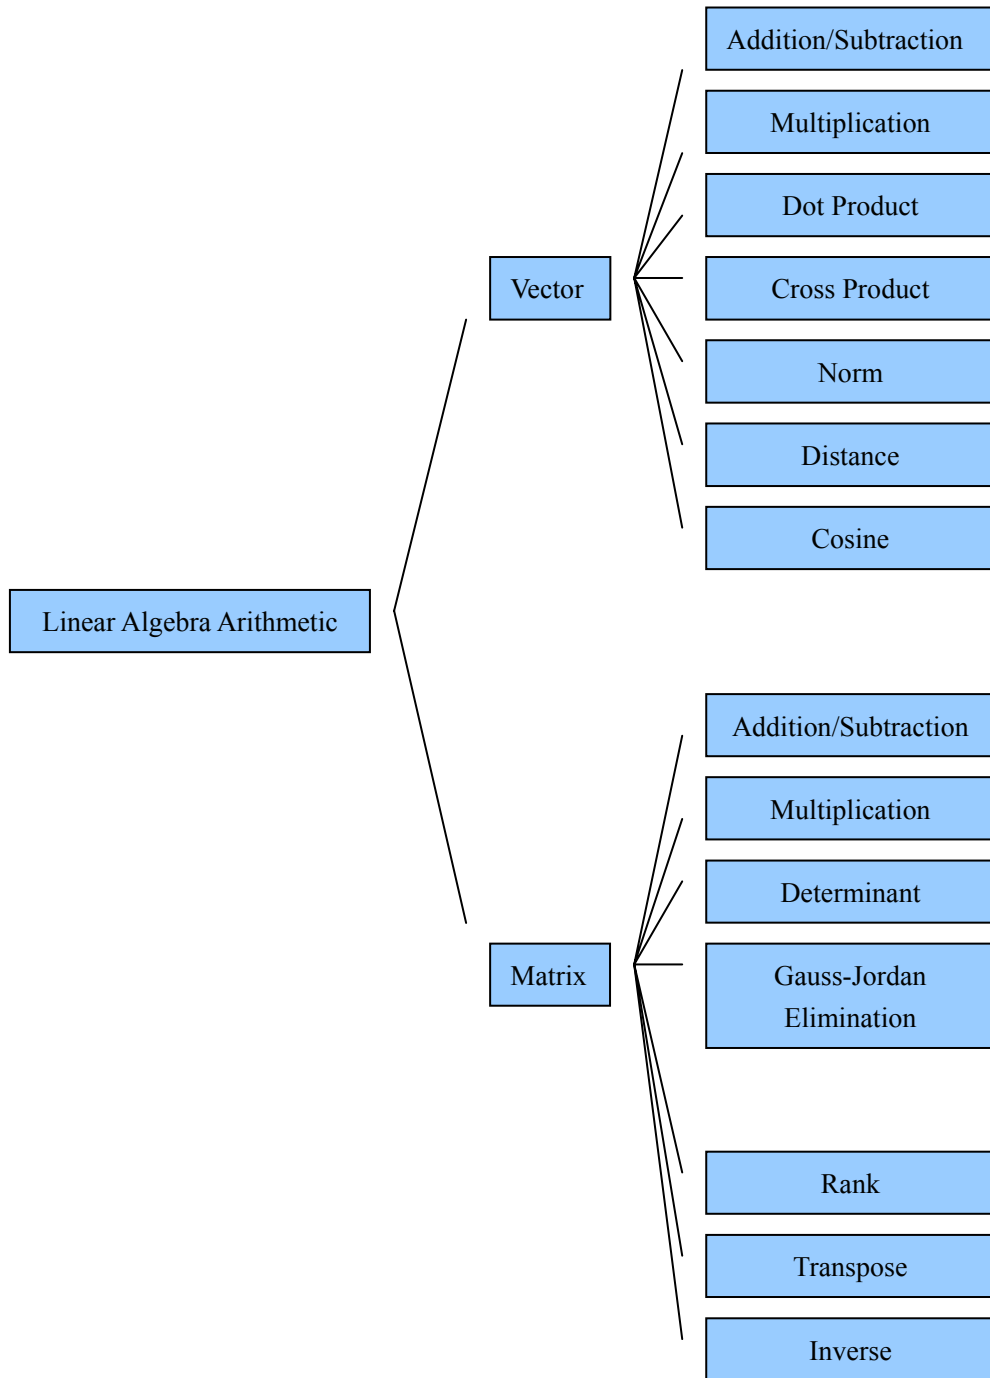 Addition/Subtraction
Multiplication
Dot Product
Vector
Cross Product
Norm
Distance
Cosine
Linear Algebra Arithmetic
Addition/Subtraction
Multiplication
Determinant
Matrix
Gauss-Jordan
Elimination
Rank
Transpose
Inverse